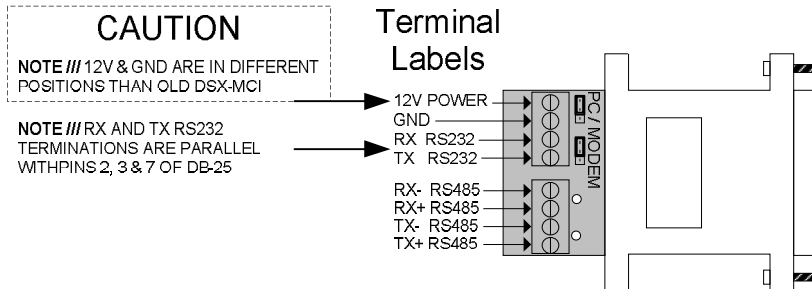 CAUTION
NOTE /// 12V & GND ARE IN DIFFERENT
POSITIONS THAN OLD DSX-MCI
NOTE /// RX AND TX RS232
TERMINATIONS ARE PARALLEL
WITHPINS 2, 3 & 7 OF DB-25
Terminal
Labels
12V POWER
GND
RX RS232
TX RS232
RX- RS485
RX+ RS485
TX- RS485
TX+ RS485
PC / MODEM